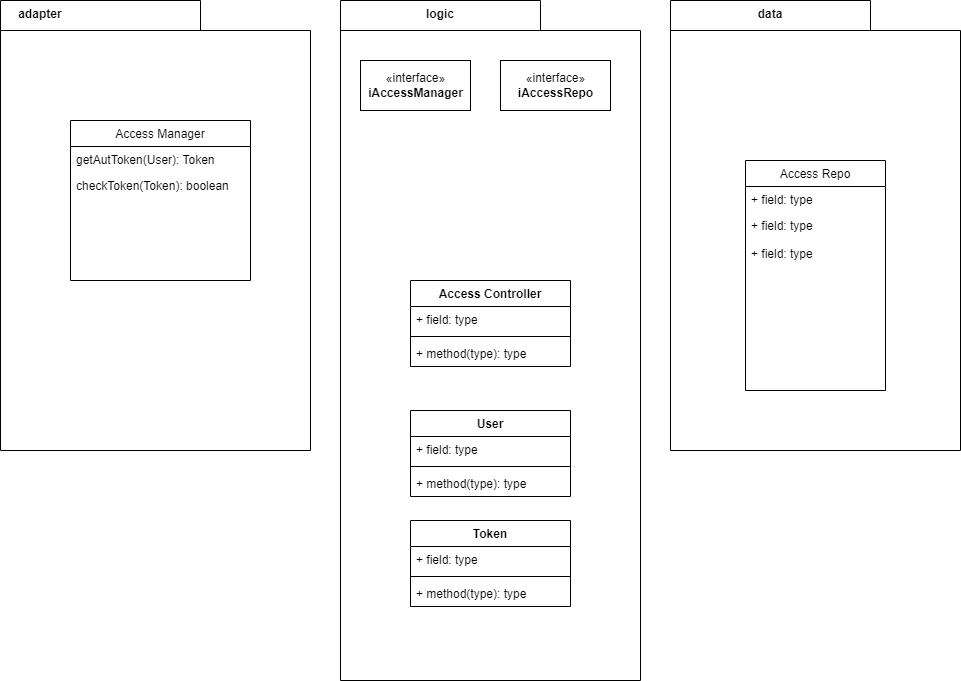 adapter
Access Manager
getAutToken(User): Token
checkToken(Token): boolean
logic
«interface»
iAccessManager
«interface»
iAccessRepo
Access Controller
+ field: type
+ method(type): type
User
+ field: type
+ method(type): type
Token
+ field: type
+ method(type): type
data
Access Repo
+ field: type
+ field: type
+ field: type